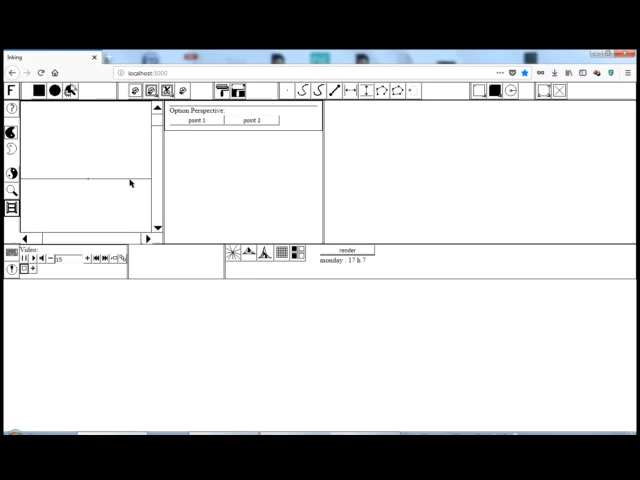 Inking
localhost:3000
F
Option Perspective:
point 1 point 2
Video:
15
render
monday : 17 h 7